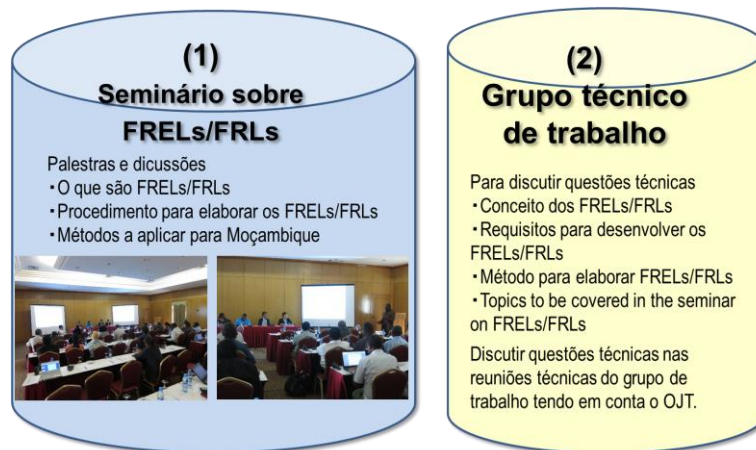 (1)
Seminário sobre
FRELs/FRLs
Palestras e dicussões
・O que são FRELs/FRLs
・Procedimento para elaborar os FRELs/FRLs
・Métodos a aplicar para Moçambique
(2)
Grupo técnico
de trabalho
Para discutir questões técnicas
・Conceito dos FRELs/FRLs
・Requisitos para desenvolver os
FRELs/FRLs
・Método para elaborar FRELs/FRLs
・Topics to be covered in the seminar
on FRELs/FRLs
Discutir questões técnicas nas
reuniões técnicas do grupo de
trabalho tendo em conta o OJT.